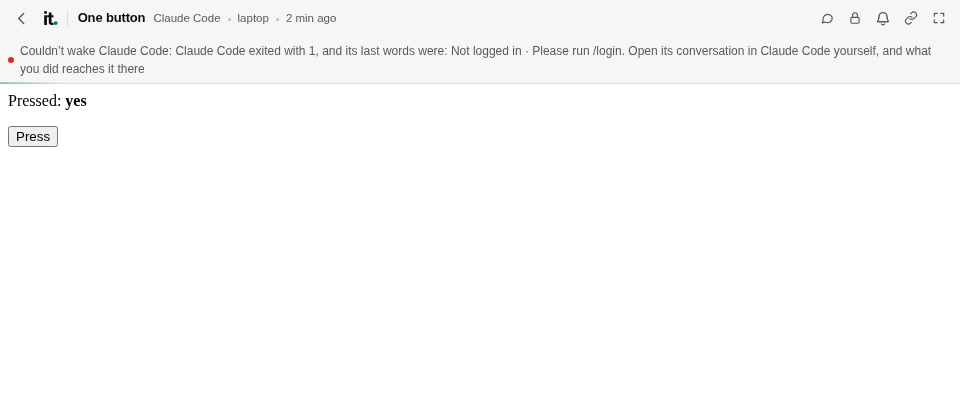 it. One button Claude Code • laptop • 2 min ago
Couldn't wake Claude Code: Claude Code exited with 1, and its last words were: Not logged in · Please run /login. Open its conversation in Claude Code yourself, and what
you did reaches it there
Pressed: yes
Press